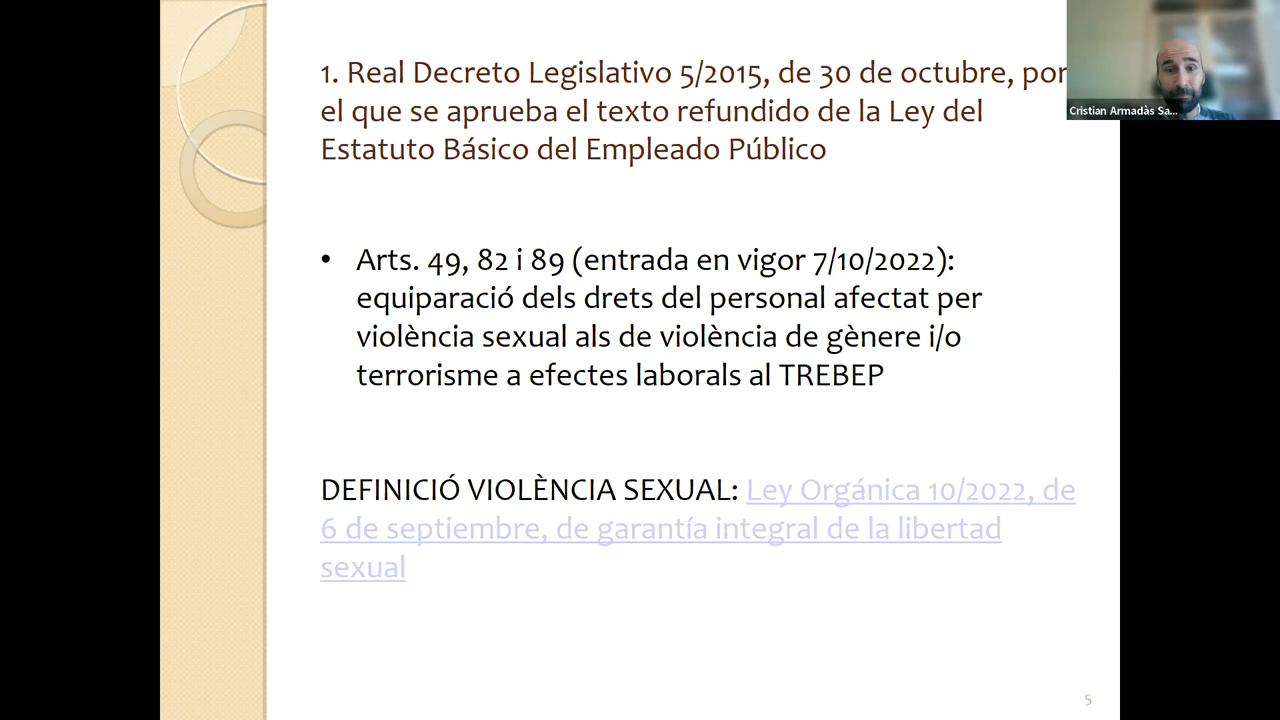 1. Real Decreto Legislativo 5/2015, de 30 de octubre, por
el que se aprueba el texto refundido de la Ley del
Estatuto Básico del Empleado Público
• Arts. 49, 82 i 89 (entrada en vigor 7/10/2022):
equiparació dels drets del personal afectat per
violència sexual als de violència de gènere i/o
terrorisme a efectes laborals al TREBEP
DEFINICIÓ VIOLÈNCIA SEXUAL: Ley Orgánica 10/2022, de
6 de septiembre, de garantía integral de la libertad
sexual
5
Cristian Armadàs Sa...